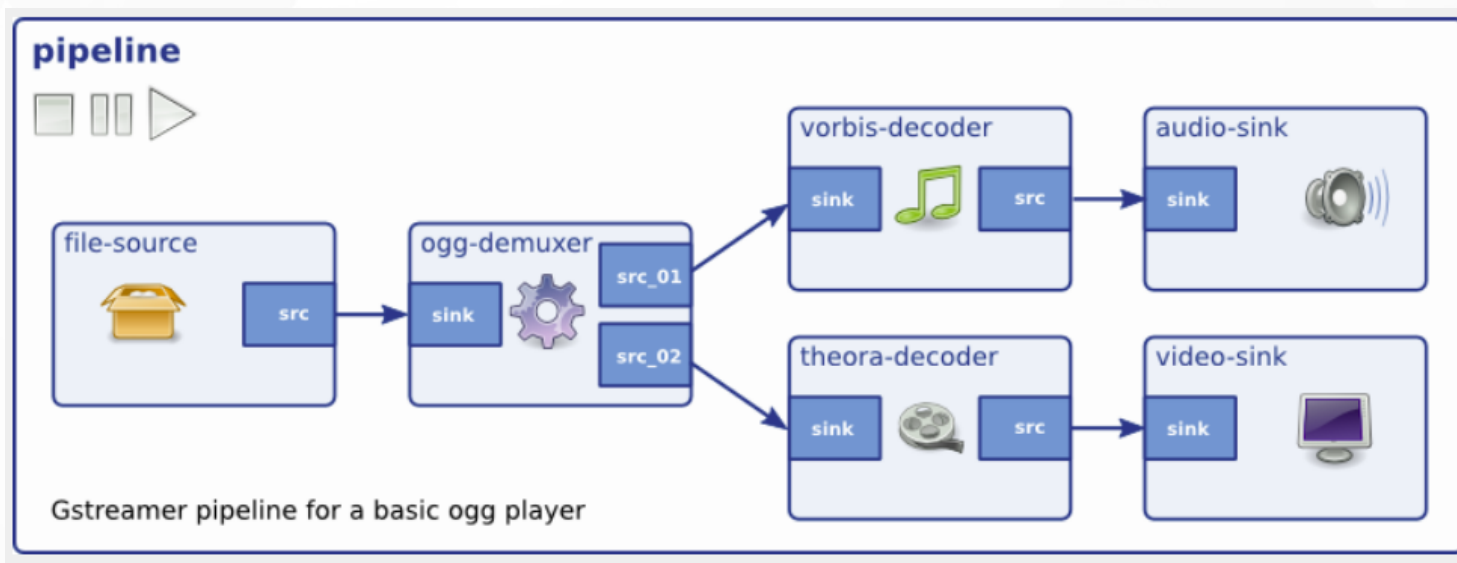 pipeline
file-source
src
ogg-demuxer
sink
src_01
src_02
vorbis-decoder
sink
src
audio-sink
sink
theora-decoder
sink
src
video-sink
sink
Gstreamer pipeline for a basic ogg player